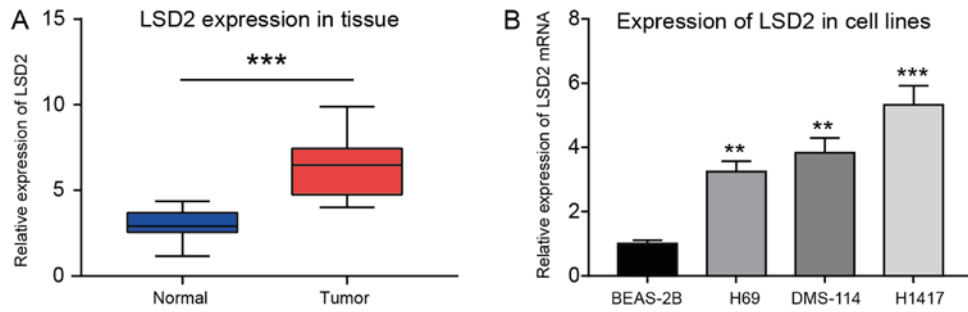 A
LSD2 expression in tissue
Relative expression of LSD2
15
10
5
0
***
Normal
Tumor
B
Expression of LSD2 in cell lines
Relative expression of LSD2 mRNA
8
6
4
2
0
**
**
***
BEAS-2B
H69
DMS-114
H1417